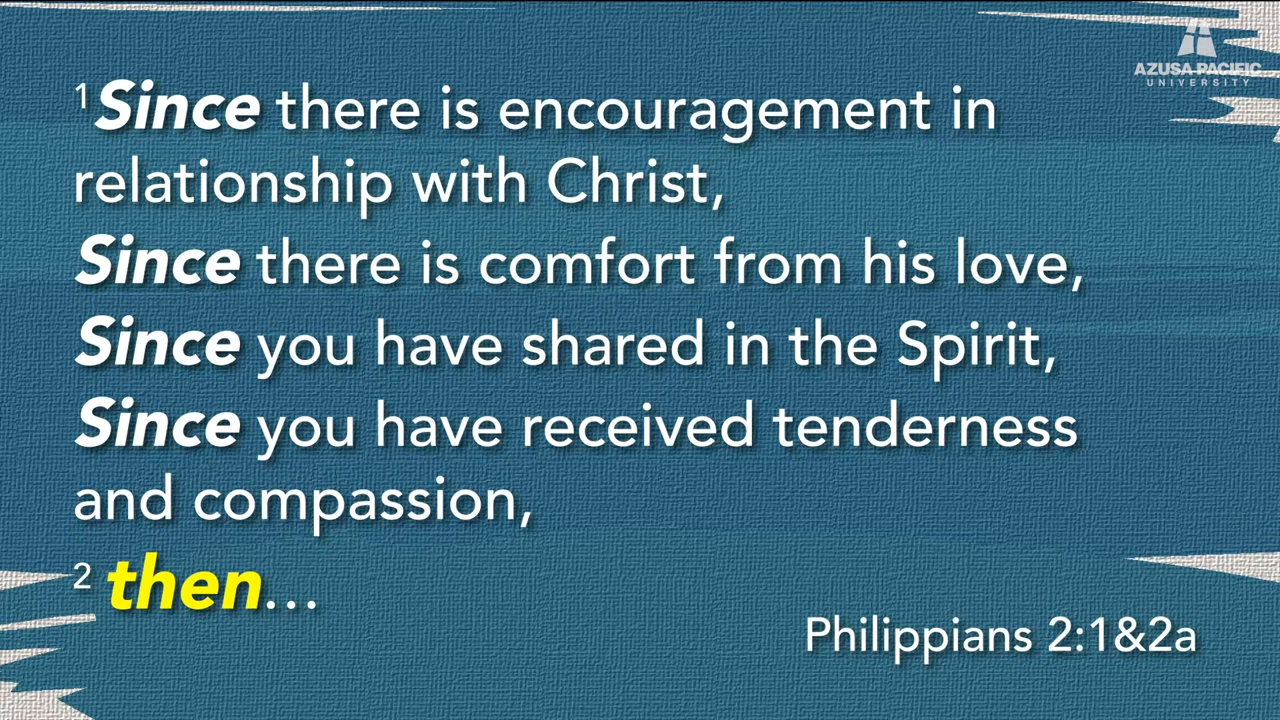 AZUSA PACIFIC
UNIVERSITY
¹Since there is encouragement in
relationship with Christ,
Since there is comfort from his love,
Since you have shared in the Spirit,
Since you have received tenderness
and compassion,
² then…
Philippians 2:1&2a